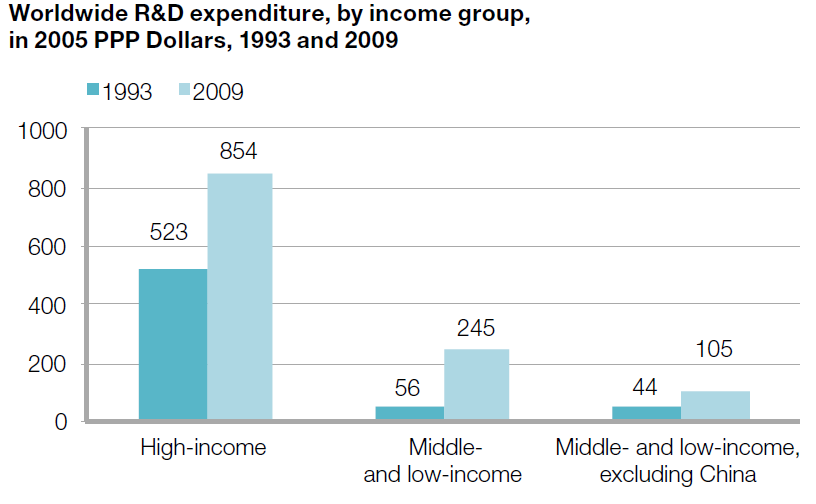 Worldwide R&D expenditure, by income group,
in 2005 PPP Dollars, 1993 and 2009
1993 2009
1000
800
600
400
200
0
523
854
56
245
44
105
High-income
Middle-
and low-income
Middle- and low-income,
excluding China